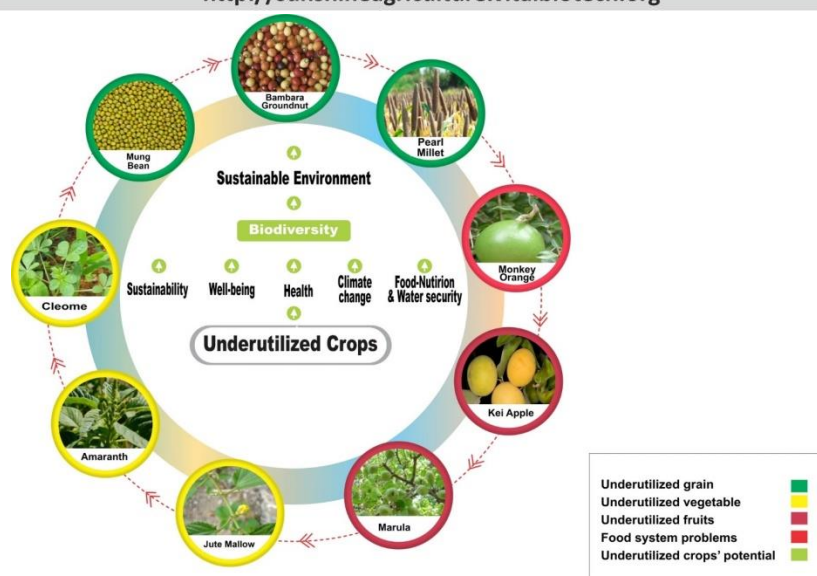 Bambara
Groundnut
Pearl
Millet
Mung
Bean
Sustainable Environment
Biodiversity
Monkey
Orange
Cleome
Sustainability
Well-being
Health
Climate
change
Food-Nutirion
& Water security
Underutilized Crops
Kei Apple
Amaranth
Marula
Jute Mallow
Underutilized grain
Underutilized vegetable
Underutilized fruits
Food system problems
Underutilized crops' potential